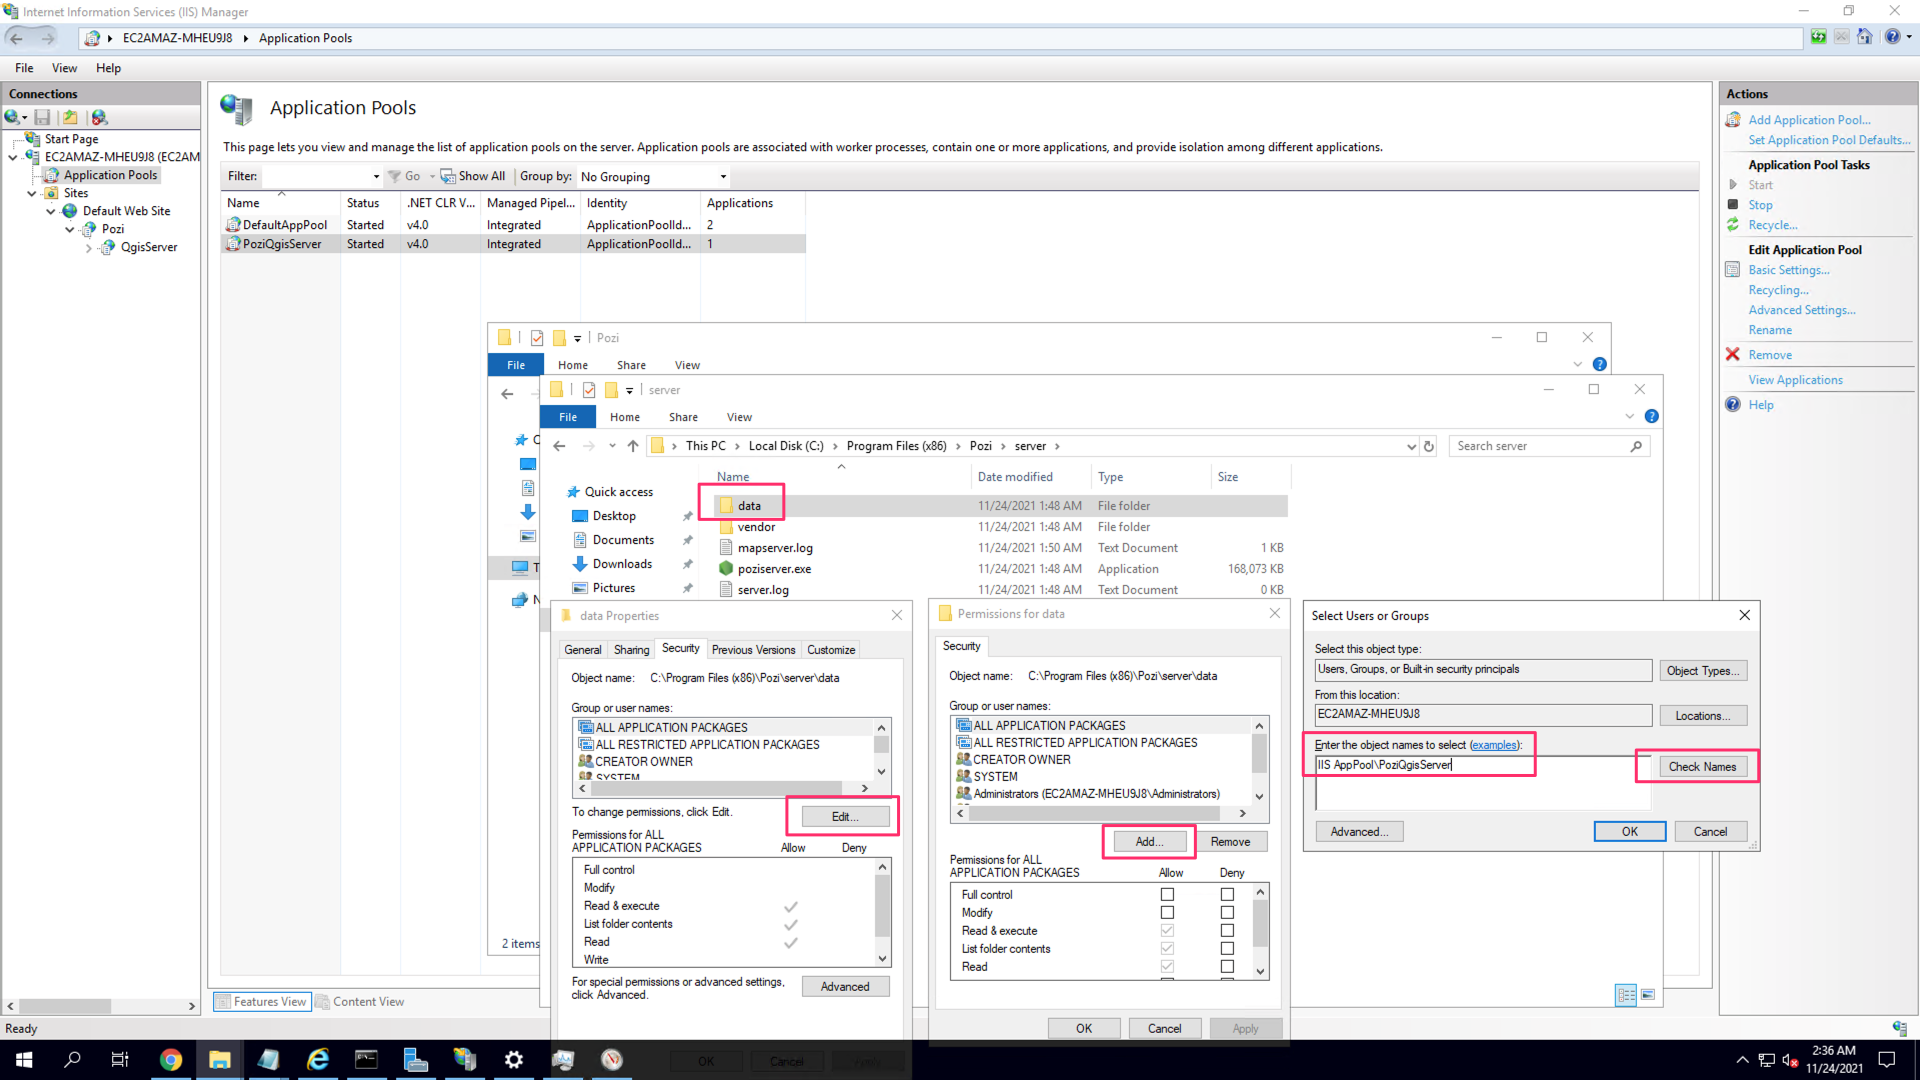 Internet Information Services (IIS) Manager
EC2AMAZ-MHEU9J8
Application Pools
File
View
Help
Connections
Start Page
EC2AMAZ-MHEU9J8 (EC2AM
Application Pools
Sites
Default Web Site
Pozi
QgisServer
Application Pools
This page lets you view and manage the list of application pools on the server. Application pools are associated with worker processes, contain one or more applications, and provide isolation among different applications.
Filter:
Go
Show All
Group by:
No Grouping
Name Status .NET CLR V... Managed Pipel... Identity Applications
DefaultAppPool Started v4.0 Integrated ApplicationPoolId... 2
PoziQgisServer Started v4.0 Integrated ApplicationPoolId... 1
Actions
Add Application Pool...
Set Application Pool Defaults...
Application Pool Tasks
Start
Stop
Recycle...
Edit Application Pool
Basic Settings...
Recycling...
Advanced Settings...
Rename
Remove
View Applications
Help
Pozi
File Home Share View
2 items
server
File Home Share View
This PC
Local Disk (C:)
Program Files (x86)
Pozi
server
Search server
Name Date modified Type Size
Quick access
Desktop
Documents
Downloads
Pictures
data 11/24/2021 1:48 AM File folder
vendor 11/24/2021 1:48 AM File folder
mapserver.log 11/24/2021 1:50 AM Text Document 1 KB
poziserver.exe 11/24/2021 1:48 AM Application 168,073 KB
server.log 11/24/2021 1:48 AM Text Document 0 KB
data Properties
General Sharing Security Previous Versions Customize
Object name: C:\Program Files (x86)\Pozi\server\data
Group or user names:
ALL APPLICATION PACKAGES
ALL RESTRICTED APPLICATION PACKAGES
CREATOR OWNER
SYSTEM
To change permissions, click Edit.
Edit...
Permissions for ALL
APPLICATION PACKAGES Allow Deny
Full control
Modify
Read & execute
List folder contents
Read
Write
For special permissions or advanced settings,
click Advanced.
Advanced
OK
Cancel
Permissions for data
Security
Object name: C:\Program Files (x86)\Pozi\server\data
Group or user names:
ALL APPLICATION PACKAGES
ALL RESTRICTED APPLICATION PACKAGES
CREATOR OWNER
SYSTEM
Administrators (EC2AMAZ-MHEU9J8\Administrators)
Add...
Remove
Permissions for ALL
APPLICATION PACKAGES Allow Deny
Full control
Modify
Read & execute
List folder contents
Read
OK
Cancel
Apply
Select Users or Groups
Select this object type:
Users, Groups, or Built-in security principals
Object Types...
From this location:
EC2AMAZ-MHEU9J8
Locations...
Enter the object names to select (examples):
IIS AppPool\PoziQgisServer
Check Names
Advanced...
OK
Cancel
Features View
Content View
Ready
2:36 AM
11/24/2021